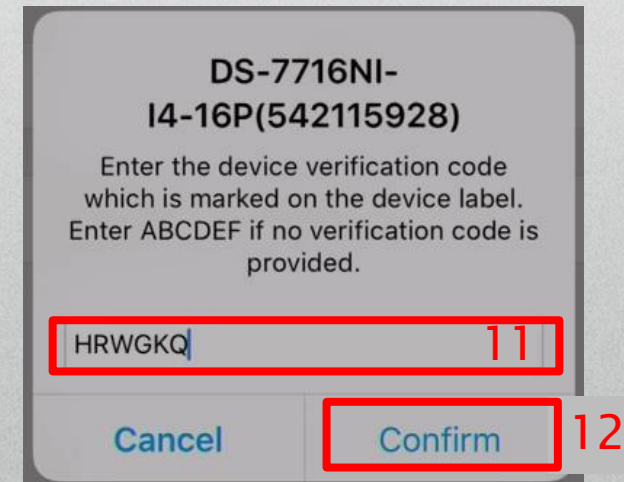 DS-7716NI-
I4-16P(542115928)
Enter the device verification code
which is marked on the device label.
Enter ABCDEF if no verification code is
provided.
HRWGKQ 11
Cancel Confirm 12